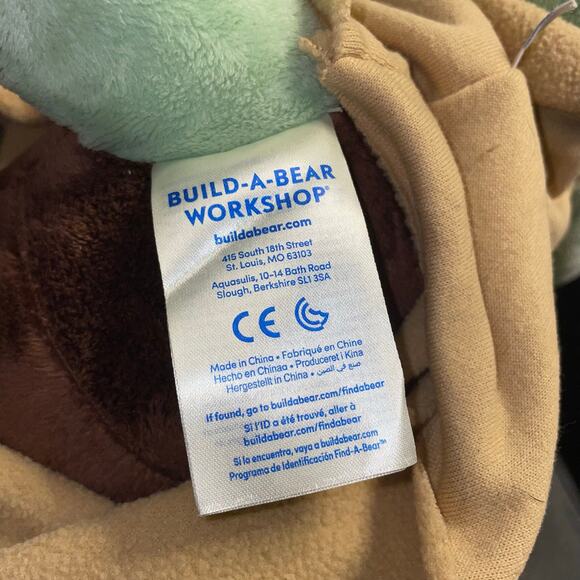 BUILD-A-BEAR
WORKSHOP®
buildabear.com
415 South 18th Street
St. Louis, MO 63103
Aquasulis, 10-14 Bath Road
Slough, Berkshire SL1 3SA
CE
Made in China • Fabriqué en Chine
Hecho en Chinaa • Produceret i Kina
Hergestellt in China • صنع في الصين
If found, go to buildabear.com/findabear
Si l'ID a été trouvé, aller à
buildabear.com/findabear
Si lo encuentra, vaya a buildabear.com/
Programa de Identificación Find-A-Bear™